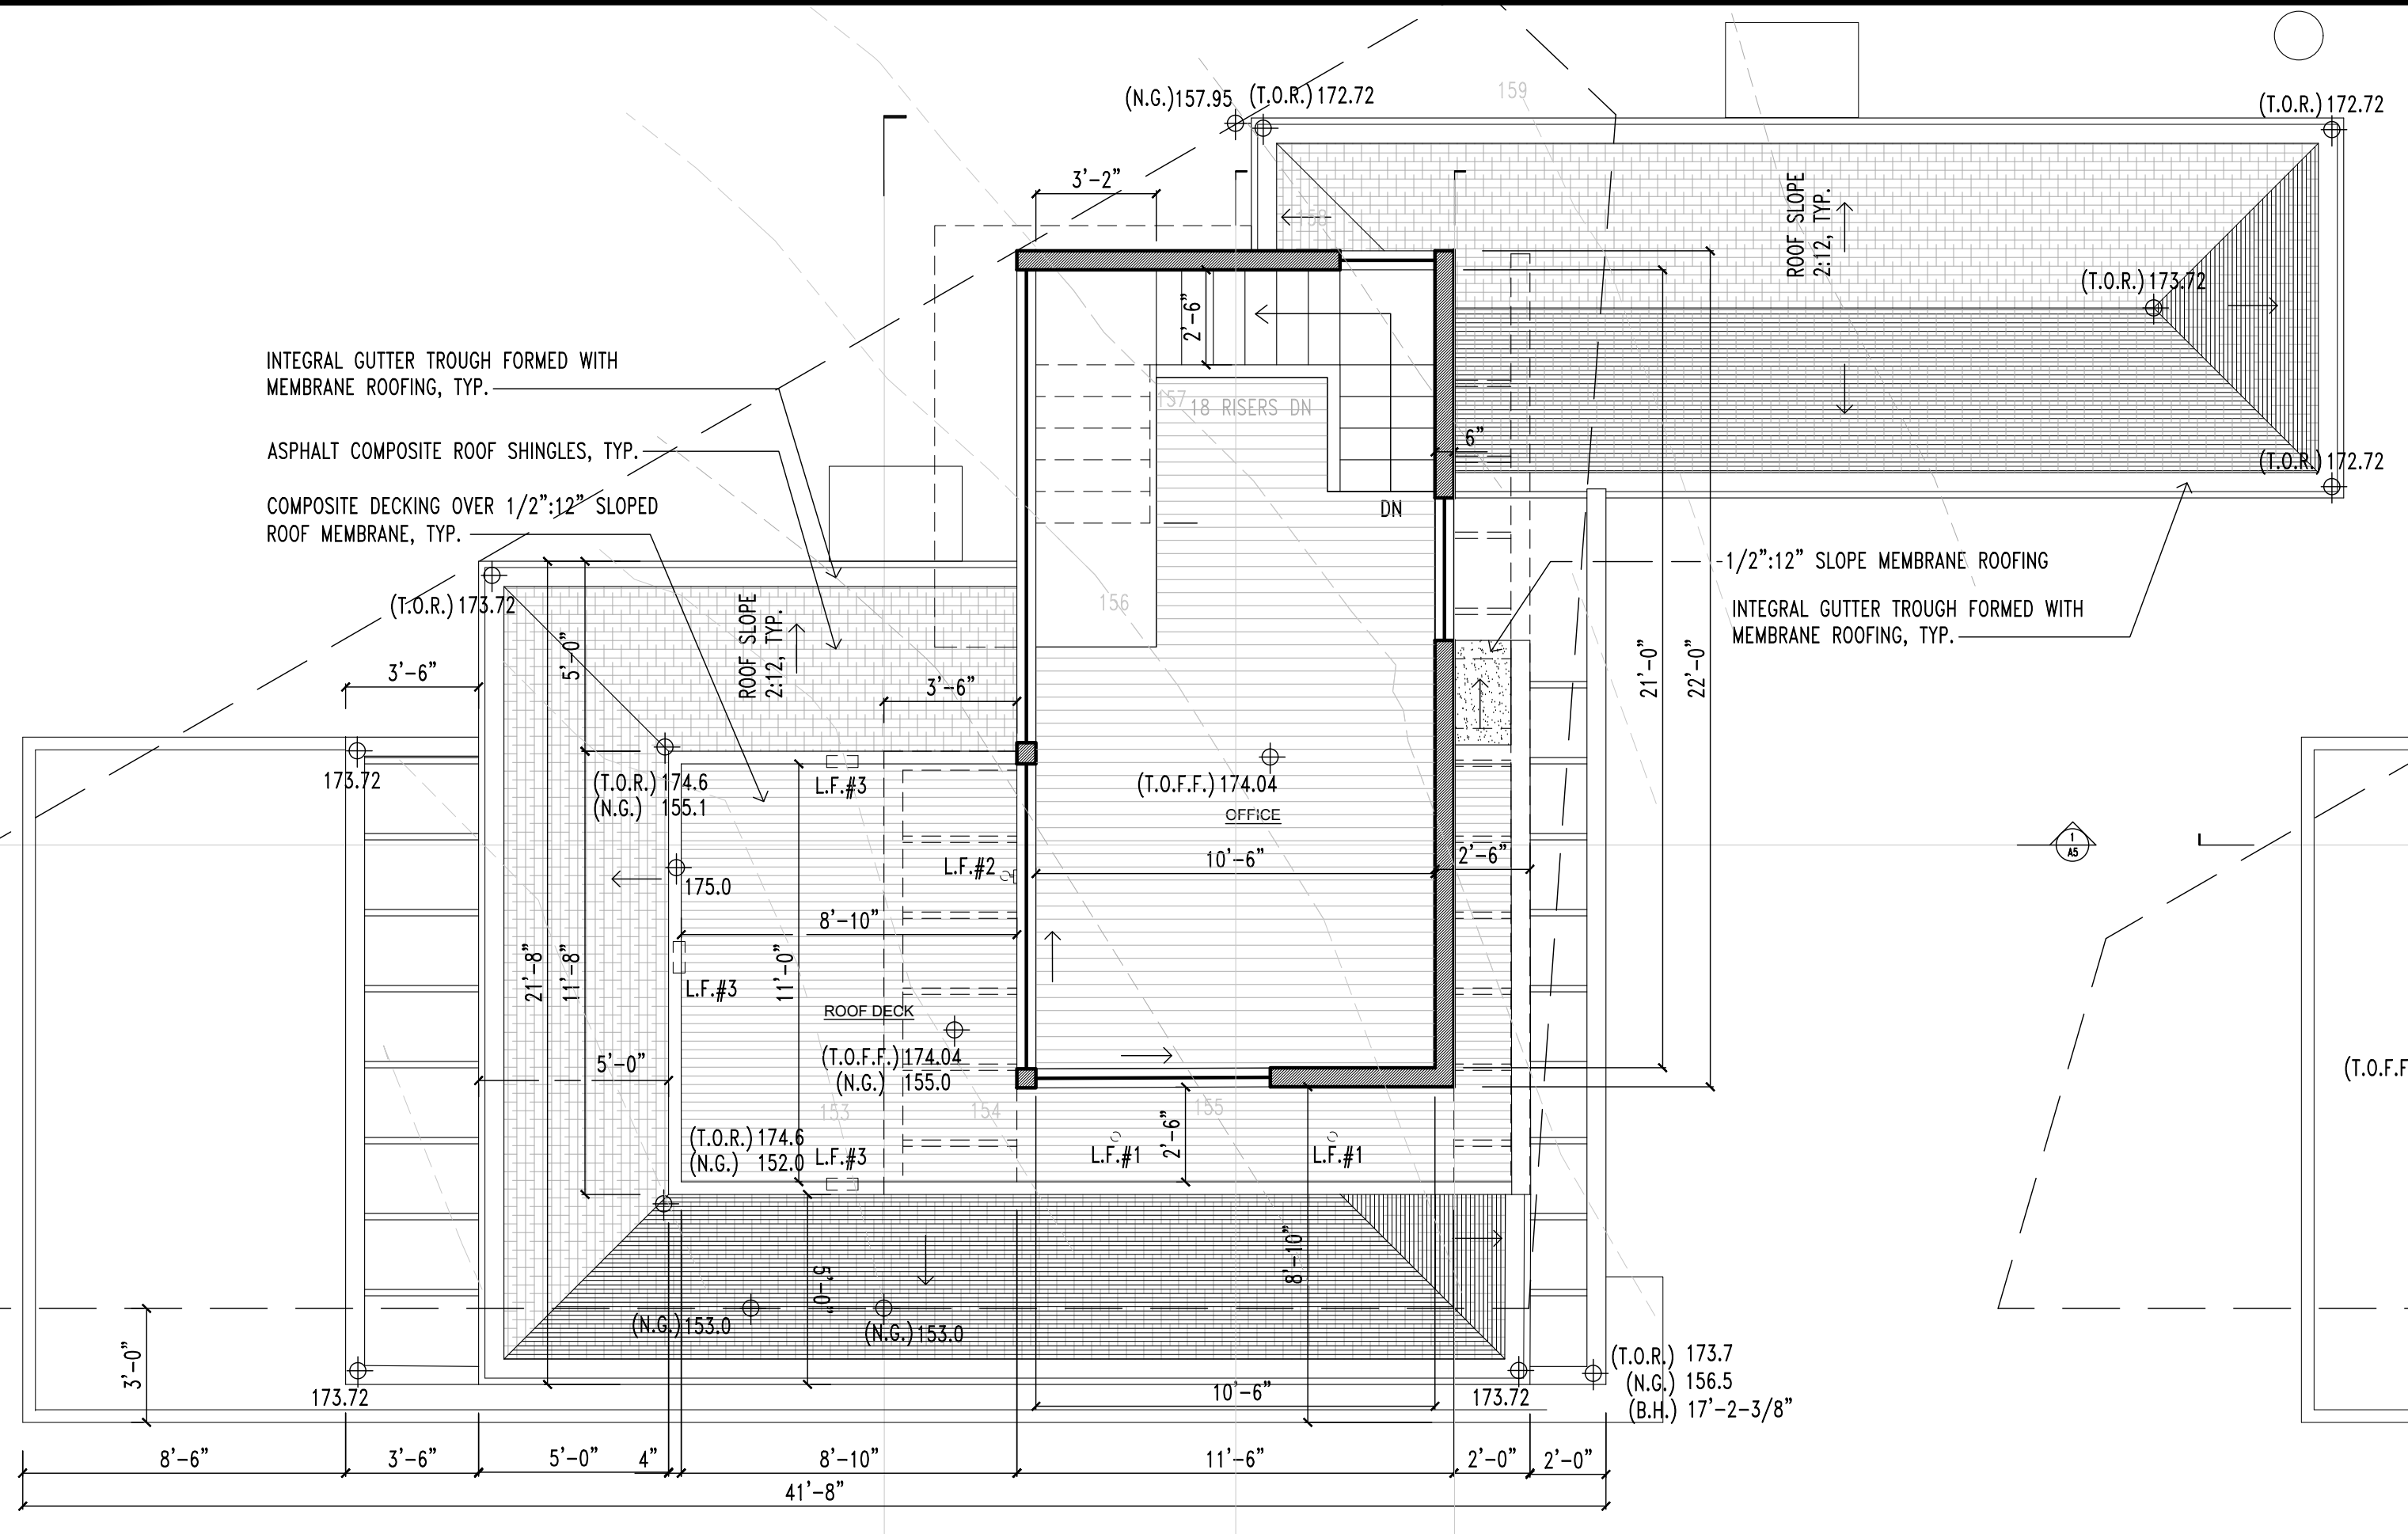 (N.G.) 157.95
(T.O.R.) 172.72
159
(T.O.R.) 172.72
3'-2"
158
ROOF SLOPE
2:12, TYP.
(T.O.R.) 173.72
2'-6"
INTEGRAL GUTTER TROUGH FORMED WITH
MEMBRANE ROOFING, TYP.
157
18 RISERS DN
6"
ASPHALT COMPOSITE ROOF SHINGLES, TYP.
(T.O.R.) 172.72
COMPOSITE DECKING OVER 1/2":12" SLOPED
ROOF MEMBRANE, TYP.
DN
1/2":12" SLOPE MEMBRANE ROOFING
(T.O.R.) 173.72
156
INTEGRAL GUTTER TROUGH FORMED WITH
MEMBRANE ROOFING, TYP.
5'-0"
ROOF SLOPE
2:12, TYP.
3'-6"
3'-6"
21'-0"
22'-0"
173.72
(T.O.R.) 174.6
(N.G.) 155.1
L.F.#3
(T.O.F.F.) 174.04
OFFICE
1
A5
L.F.#2
10'-6"
2'-6"
175.0
8'-10"
21'-8"
11'-8"
11'-0"
L.F.#3
ROOF DECK
5'-0"
(T.O.F.F.) 174.04
(N.G.) 155.0
(T.O.F.F
153
154
155
(T.O.R.) 174.6
(N.G.) 152.0
L.F.#3
L.F.#1
2'-6"
L.F.#1
5'-0"
8'-10"
(N.G.) 153.0
(N.G.) 153.0
3'-0"
(T.O.R.) 173.7
(N.G.) 156.5
(B.H.) 17'-2-3/8"
173.72
10'-6"
173.72
8'-6"
3'-6"
5'-0"
4"
8'-10"
11'-6"
2'-0"
2'-0"
41'-8"